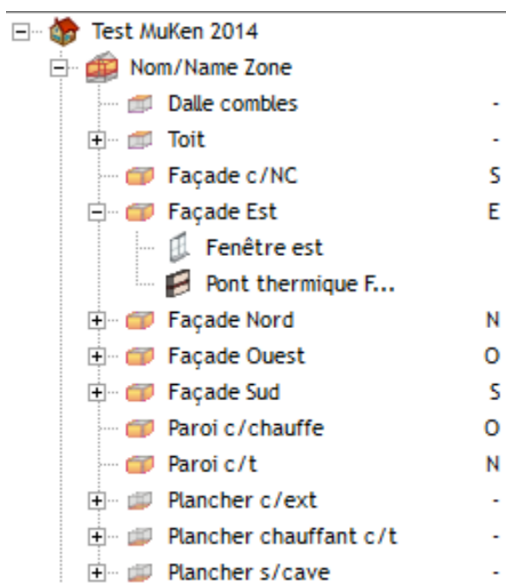 Test MuKen 2014
Nom/Name Zone
Dalle combles -
Toit -
Façade c/NC S
Façade Est E
Fenêtre est
Pont thermique F...
Façade Nord N
Façade Ouest O
Façade Sud S
Paroi c/chauffe O
Paroi c/t N
Plancher c/ext -
Plancher chauffant c/t -
Plancher s/cave -